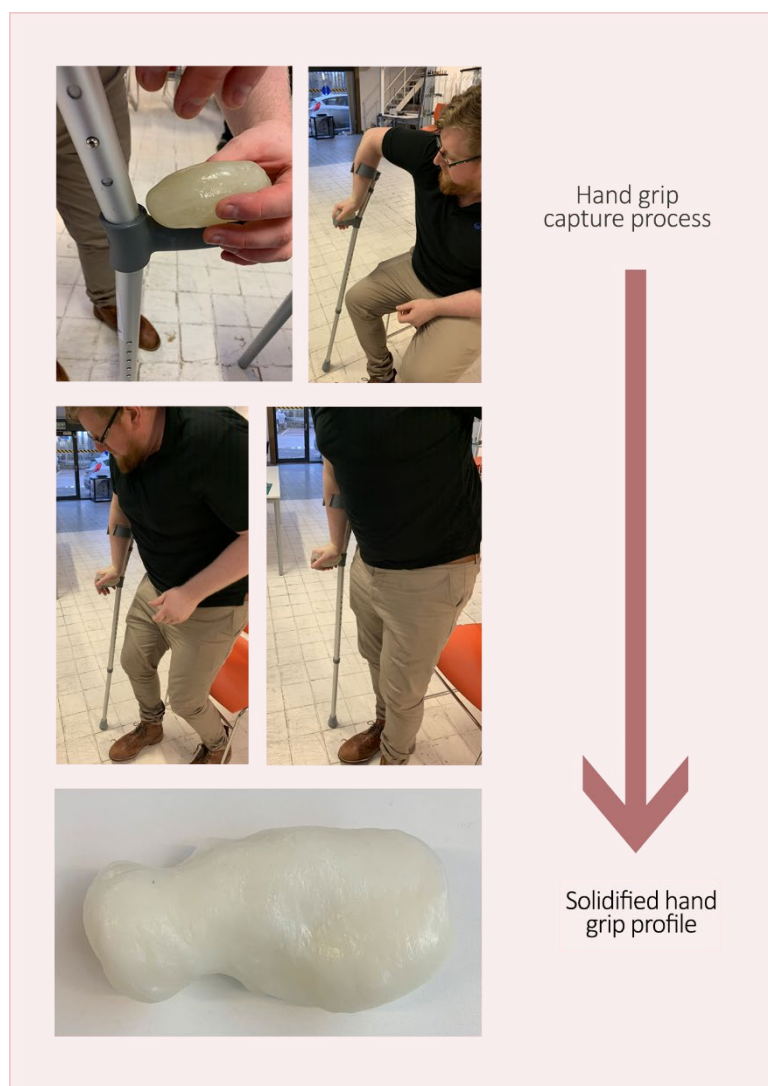 Hand grip
capture process
Solidified hand
grip profile